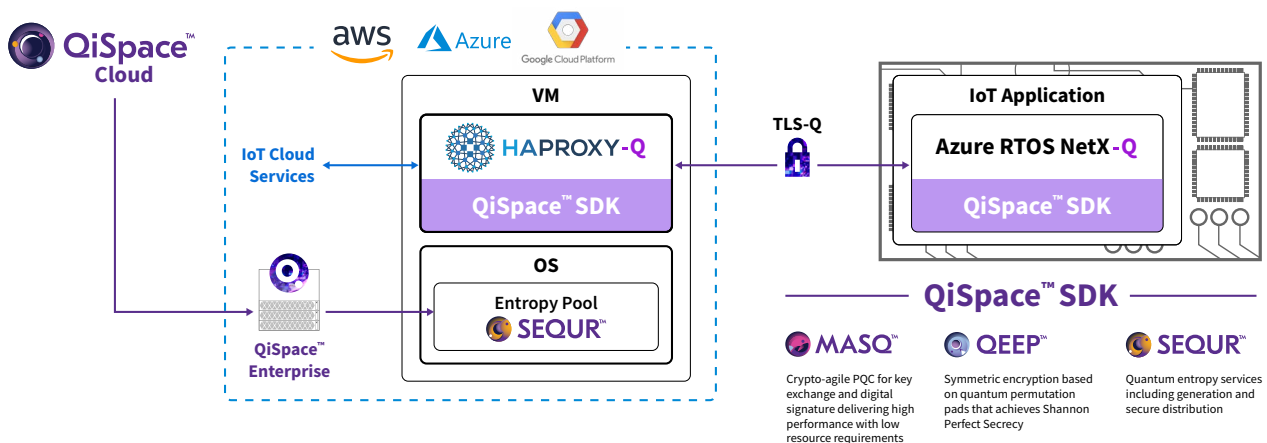 QiSpace™
Cloud
aws
Azure
Google Cloud Platform
VM
HAPROXY-Q
QiSpace™ SDK
IoT Cloud
Services
OS
Entropy Pool
SEQUR™
QiSpace™
Enterprise
TLS-Q
IoT Application
Azure RTOS NetX-Q
QiSpace™ SDK
QiSpace™ SDK
MASQ™
Crypto-agile PQC for key
exchange and digital
signature delivering high
performance with low
resource requirements
QEEP™
Symmetric encryption based
on quantum permutation
pads that achieves Shannon
Perfect Secrecy
SEQUR™
Quantum entropy services
including generation and
secure distribution